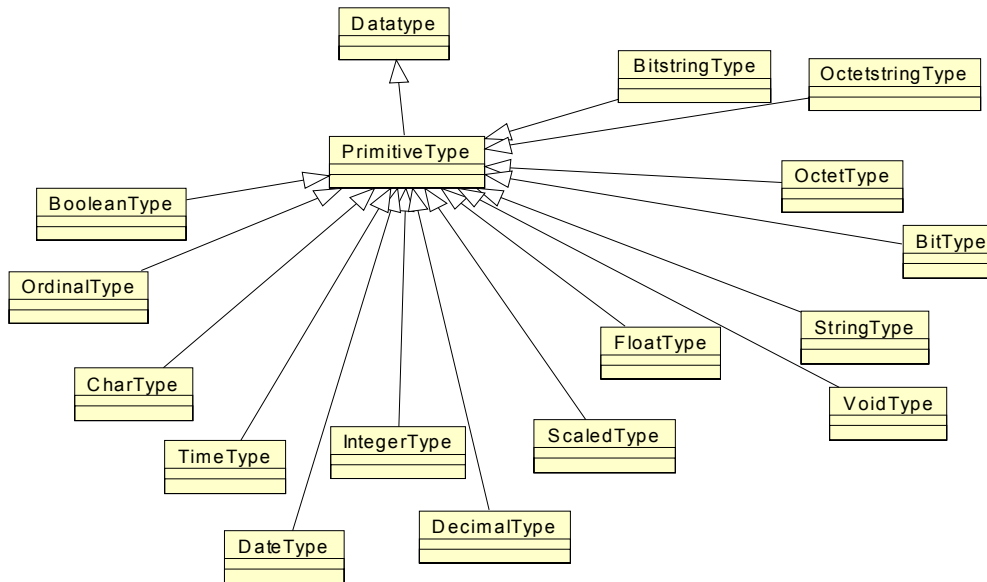 Datatype
BitstringType
OctetstringType
PrimitiveType
OctetType
BooleanType
BitType
OrdinalType
StringType
FloatType
CharType
VoidType
IntegerType
ScaledType
TimeType
DecimalType
DateType